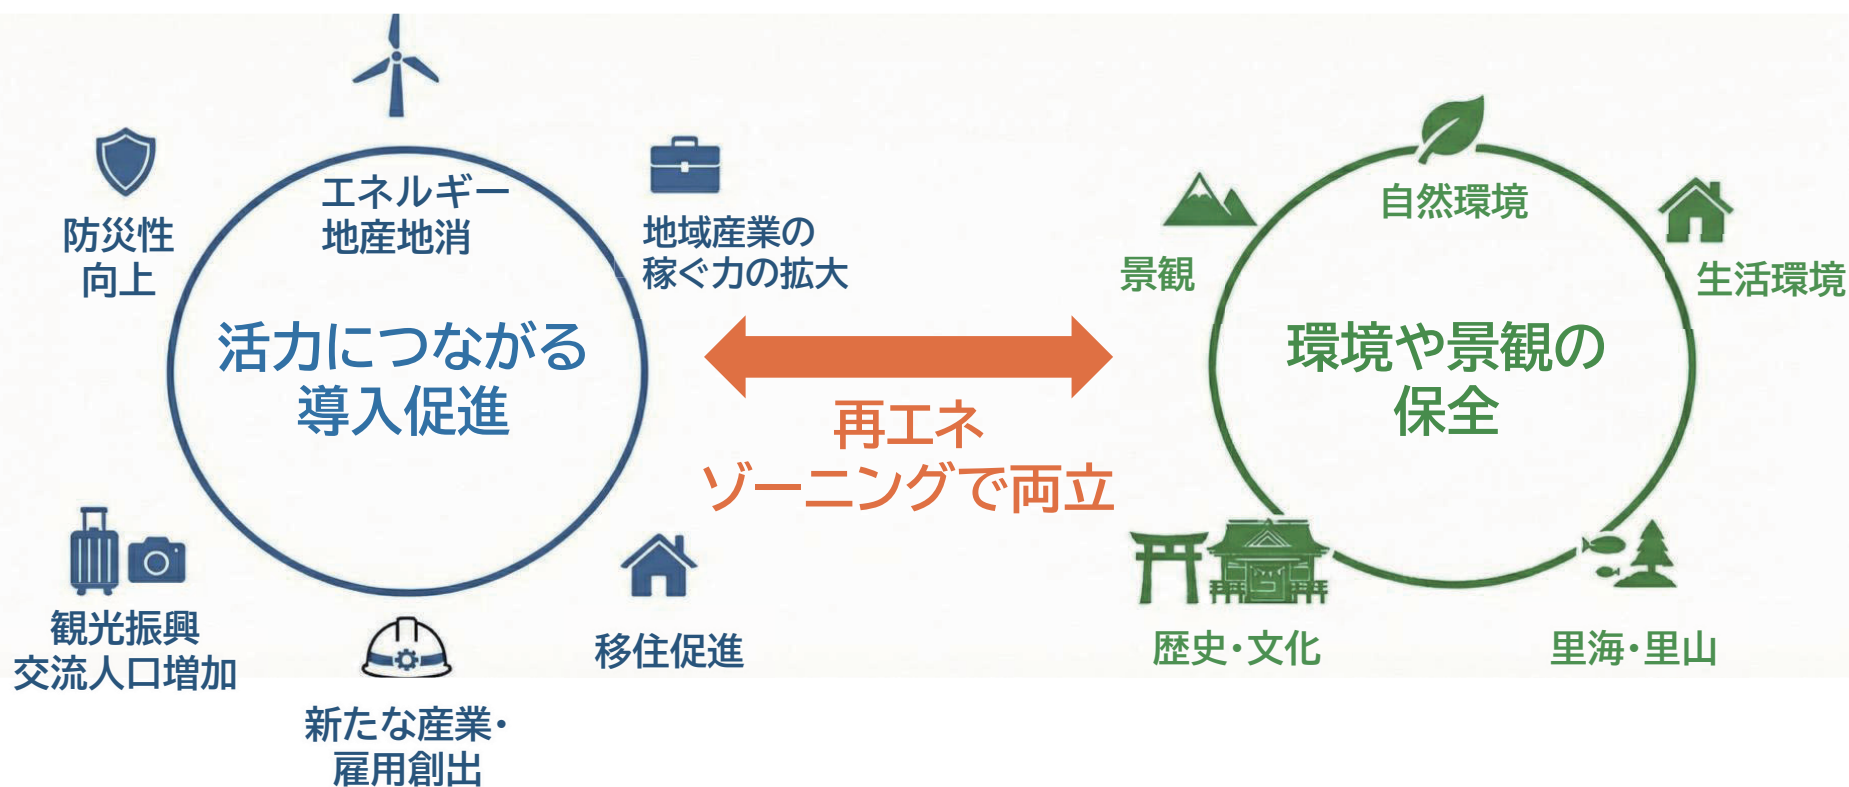 エネルギー
地産地消
防災性
向上
地域産業の
稼ぐ力の拡大
活力につながる
導入促進
観光振興
交流人口増加
新たな産業・
雇用創出
移住促進
再エネ
ゾーニングで両立
自然環境
景観
生活環境
環境や景観の
保全
歴史・文化
里海・里山